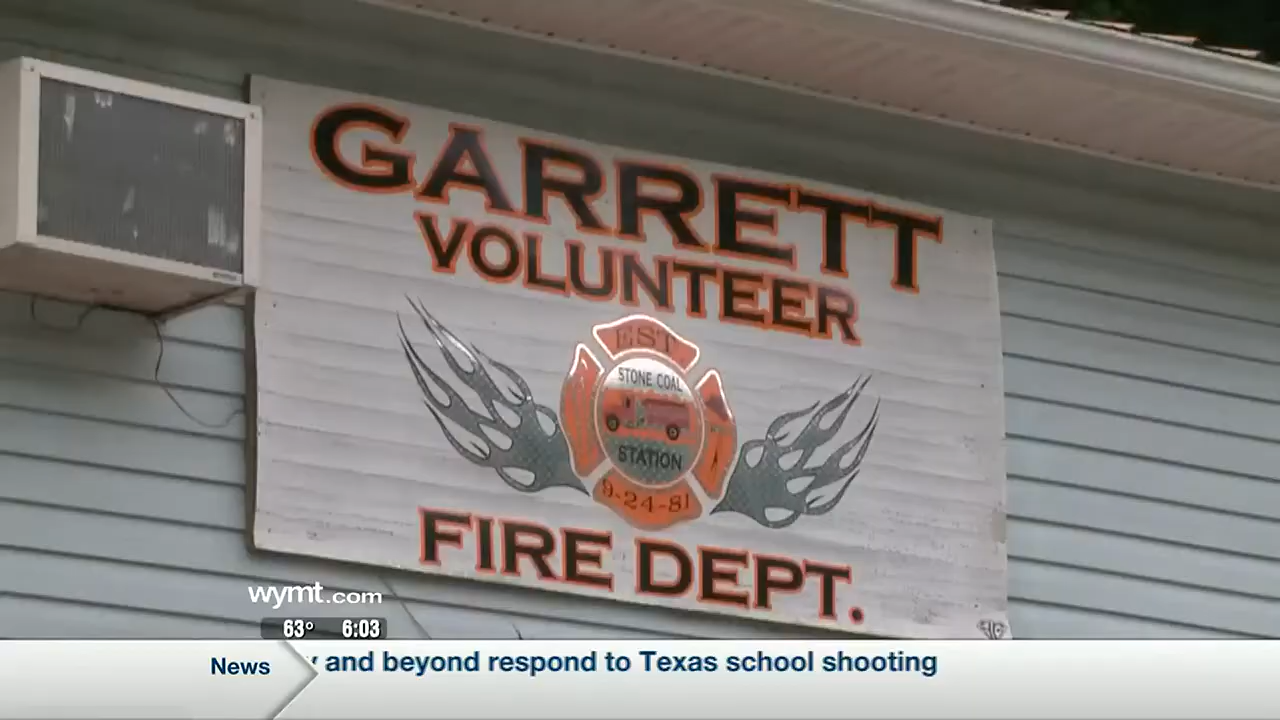 GARRETT
VOLUNTEER
EST
STONE COAL
STATION
9-24-81
FIRE DEPT.
wymt.com
63° 6:03
News
and beyond respond to Texas school shooting